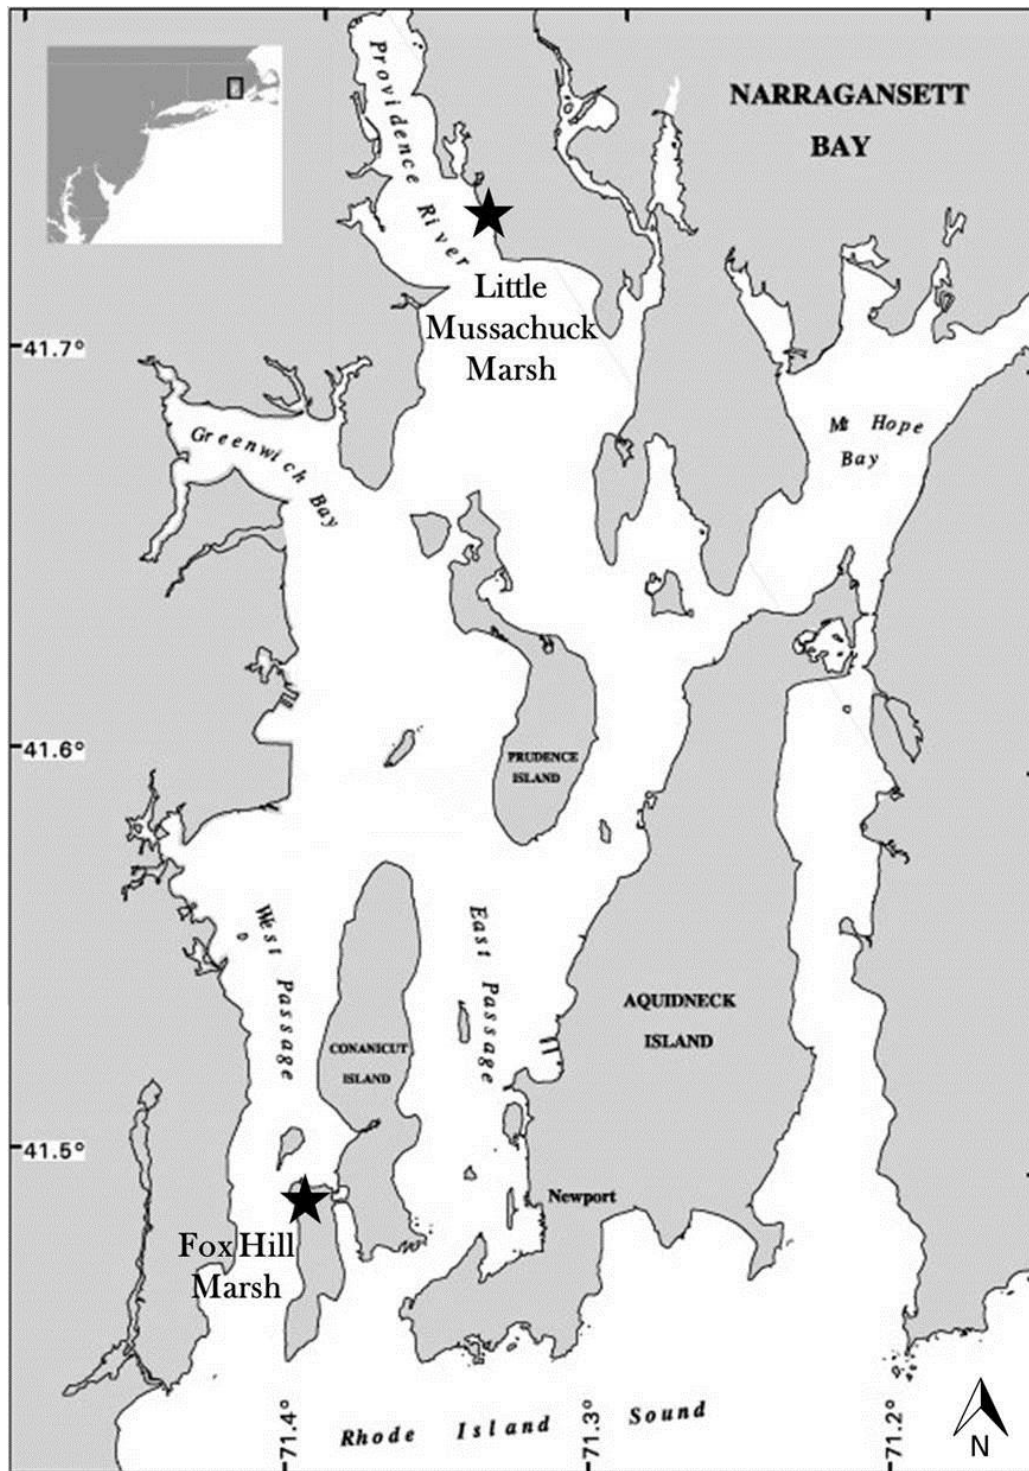 NARRAGANSETT
BAY
Providence River
Little
Mussachuck
Marsh
41.7°
Greenwich Bay
Mt Hope
Bay
41.6°
PRUDENCE
ISLAND
West Passage
East Passage
AQUIDNECK
ISLAND
CONANICUT
ISLAND
41.5°
Newport
Fox Hill
Marsh
71.4°
71.3°
71.2°
Rhode Island Sound
N